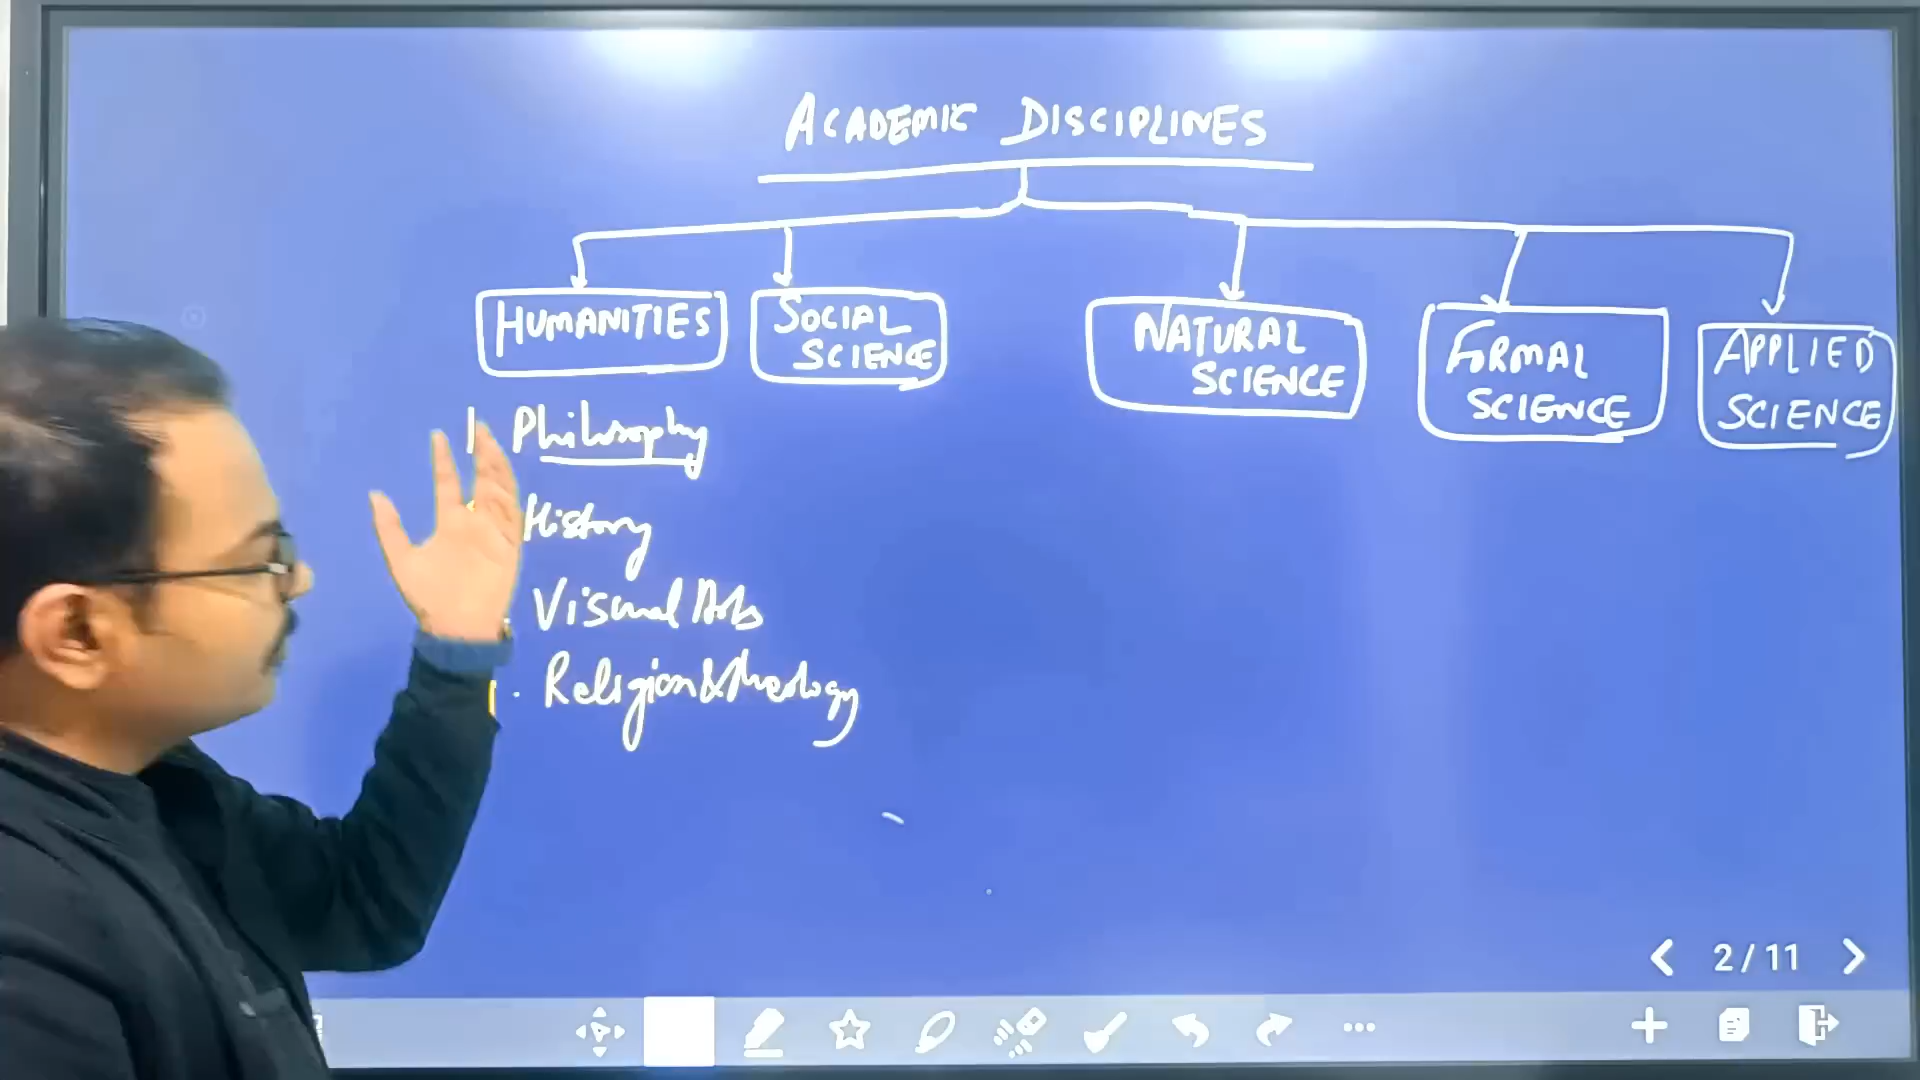 ACADEMIC DISCIPLINES
HUMANITIES
SOCIAL
SCIENCE
NATURAL
SCIENCE
FORMAL
SCIENCE
APPLIED
SCIENCE
1 Philosophy
History
Visual Arts
. Religion & theology
2/11